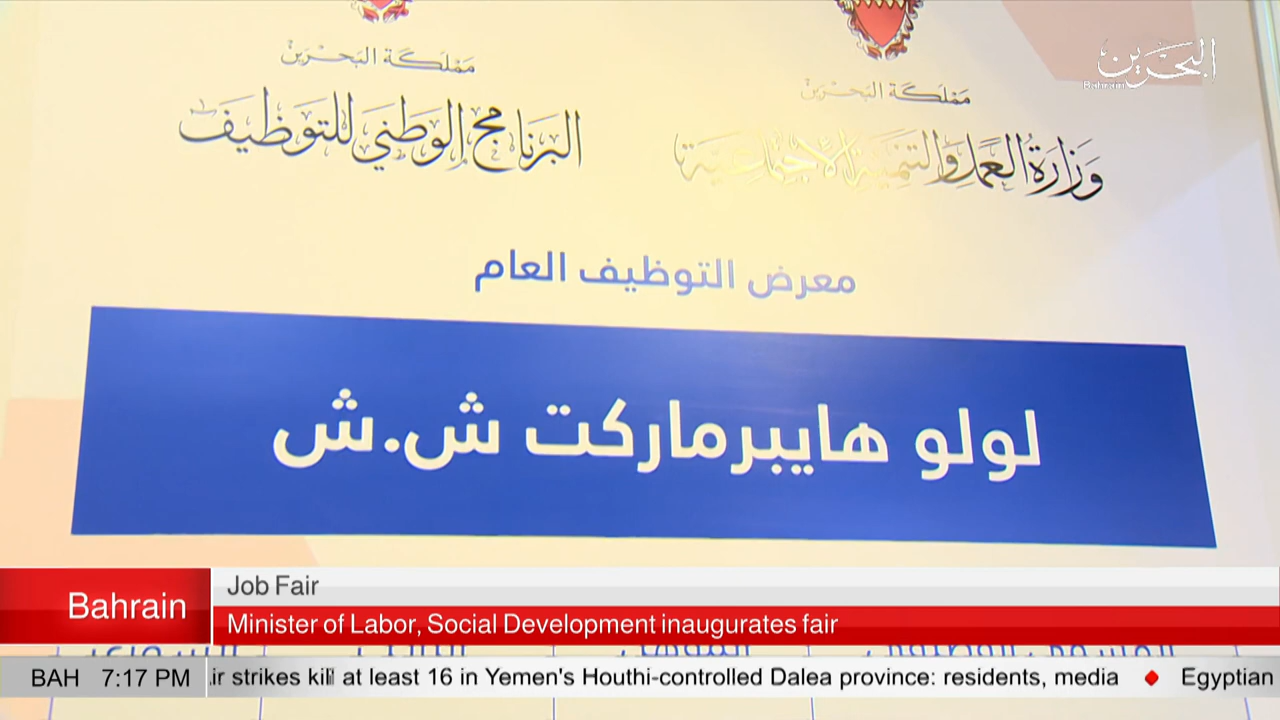 البحرين
Bahrain
مملكة البحرين
وزارة العمل والتنمية الاجتماعية
مملكة البحرين
البرنامج الوطني للتوظيف
معرض التوظيف العام
لولو هايبرماركت ش.ش
Job Fair
Bahrain
Minister of Labor, Social Development inaugurates fair
BAH 7:17 PM
ir strikes kill at least 16 in Yemen's Houthi-controlled Dalea province: residents, media
Egyptian